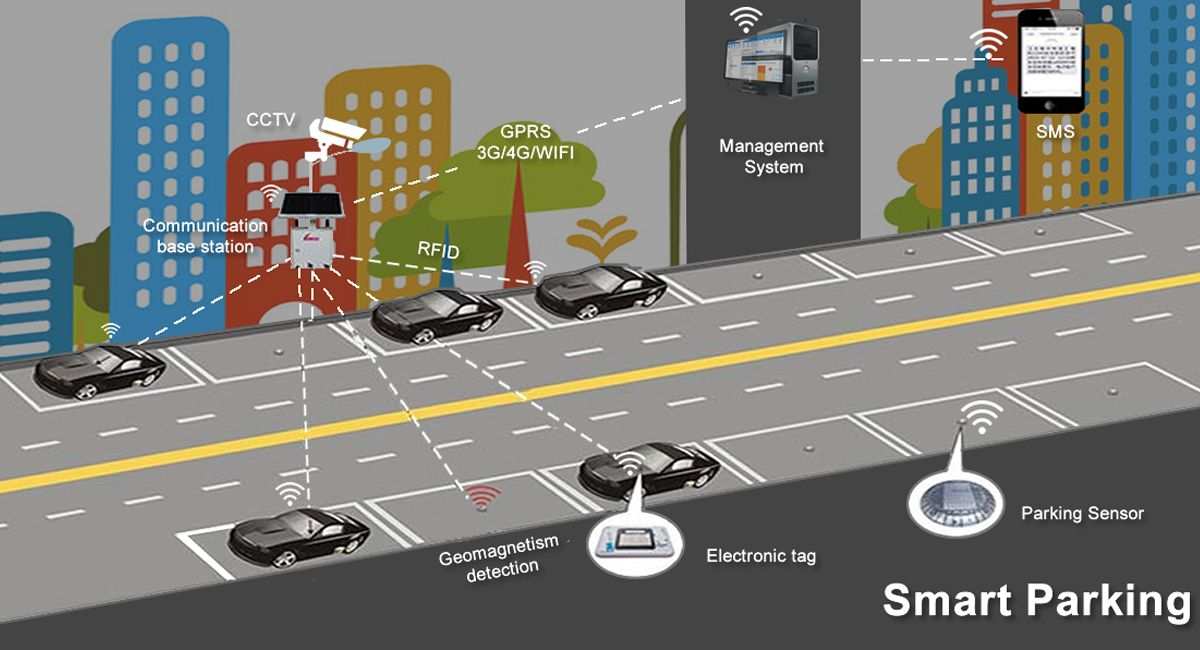 CCTV
GPRS
3G/4G/WIFI
Management
System
SMS
Communication
base station
RFID
Geomagnetism
detection
Electronic tag
Parking Sensor
Smart Parking